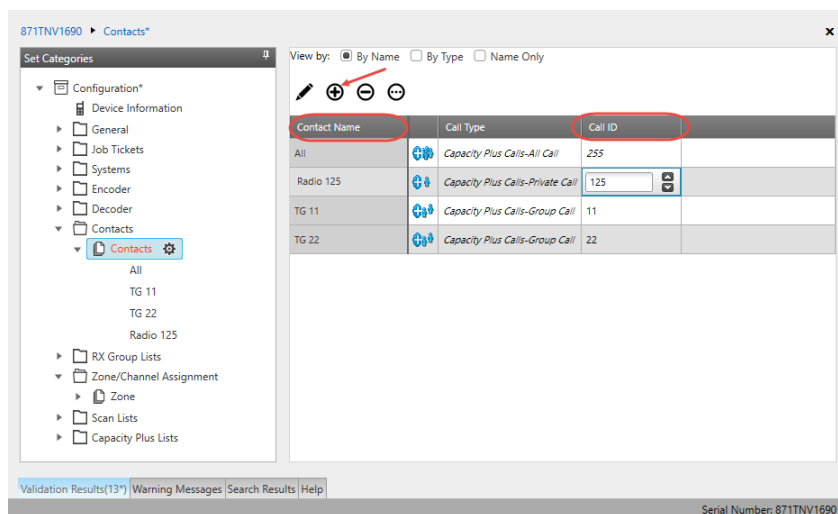 871TNV1690 Contacts*
Set Categories
Configuration*
Device Information
General
Job Tickets
Systems
Encoder
Decoder
Contacts
Contacts
All
TG 11
TG 22
Radio 125
RX Group Lists
Zone/Channel Assignment
Zone
Scan Lists
Capacity Plus Lists
View by: By Name By Type Name Only
Contact Name Call Type Call ID
All Capacity Plus Calls-All Call 255
Radio 125 Capacity Plus Calls-Private Call 125
TG 11 Capacity Plus Calls-Group Call 11
TG 22 Capacity Plus Calls-Group Call 22
Validation Results(13*) Warning Messages Search Results Help
Serial Number: 871TNV1690